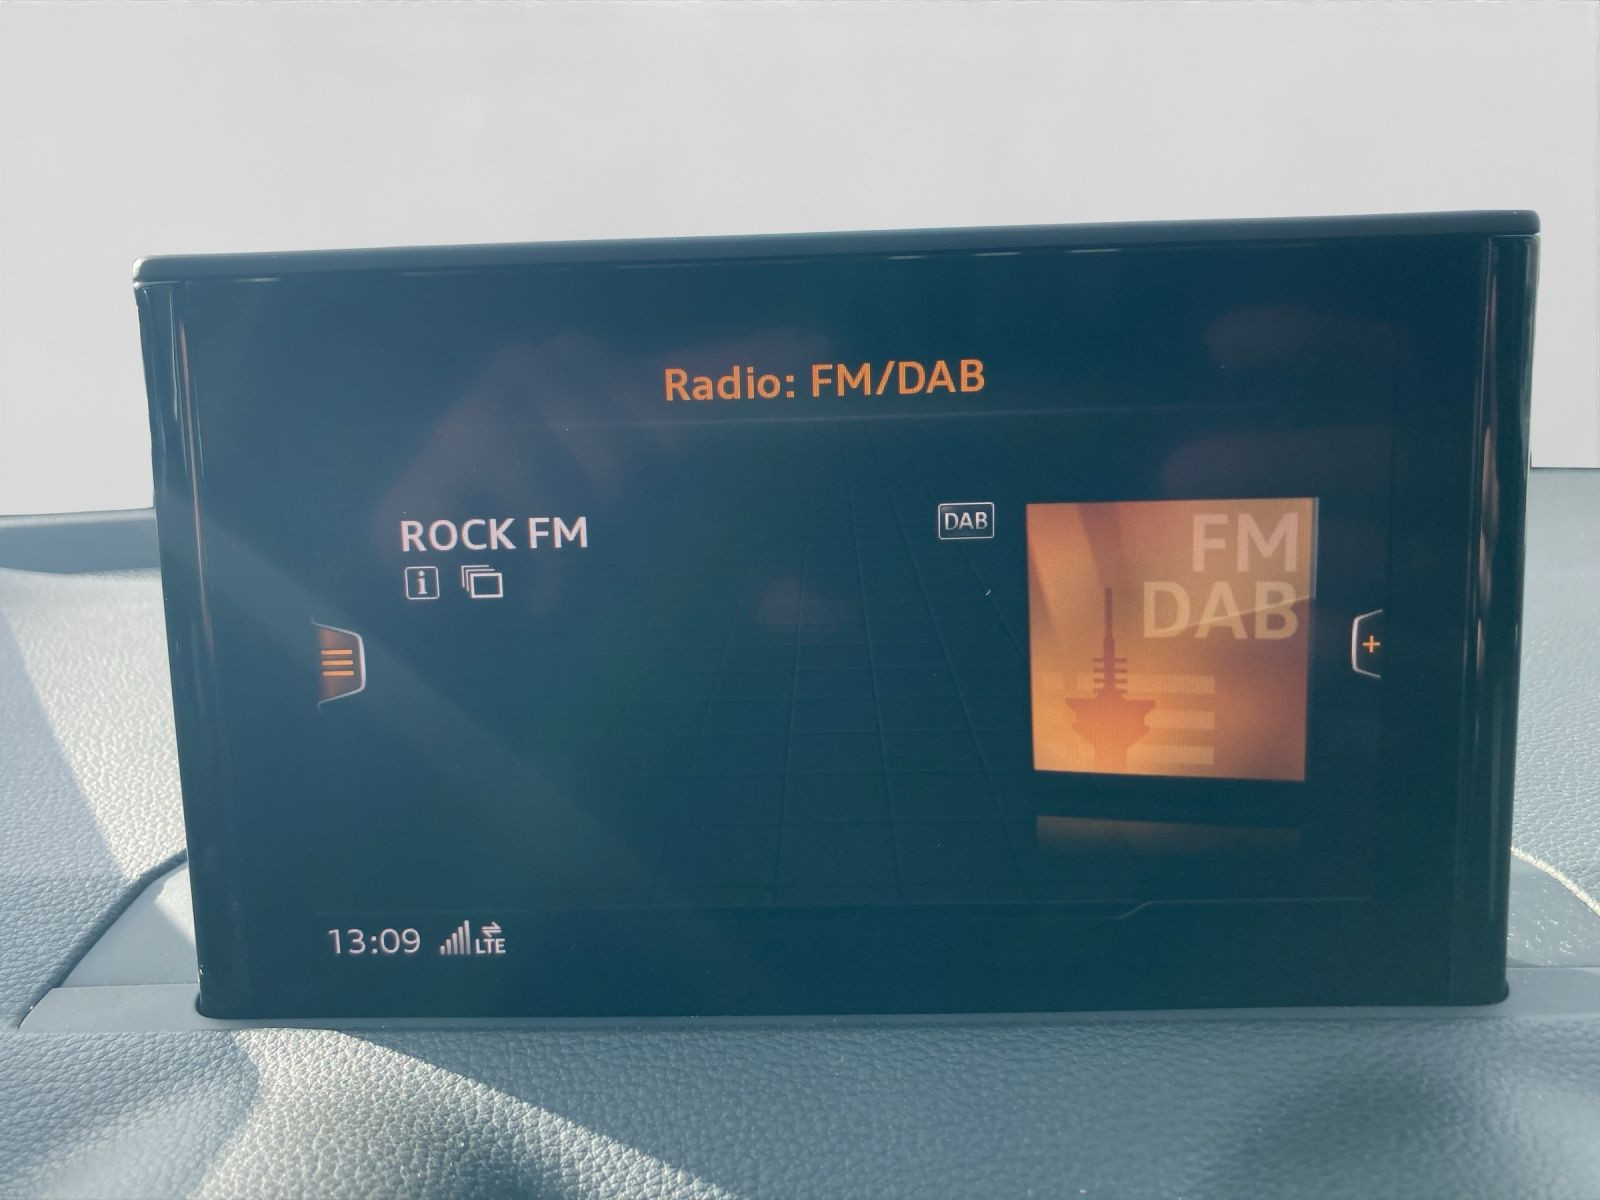 Radio: FM/DAB
ROCK FM
DAB
FM
DAB
13:09
LTE